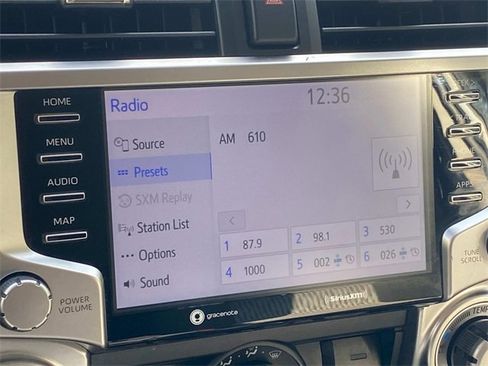 HOME
MENU
AUDIO
MAP
POWER
VOLUME
Radio
12:36
Source
Presets
SXM Replay
Station List
Options
Sound
AM 610
1 87.9
2 98.1
3 530
4 1000
5 002
6 026
gracenote
SiriusXM
APPS
TUNE
SCROLL
TEMP